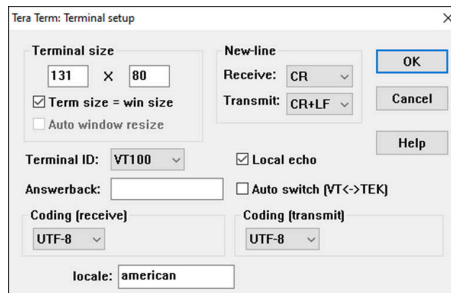 Tera Term: Terminal setup
Terminal size
131 X 80
Term size = win size
Auto window resize
New-line
Receive: CR
Transmit: CR+LF
OK
Cancel
Help
Terminal ID: VT100
Local echo
Answerback:
Auto switch (VT<->TEK)
Coding (receive)
UTF-8
Coding (transmit)
UTF-8
locale: american